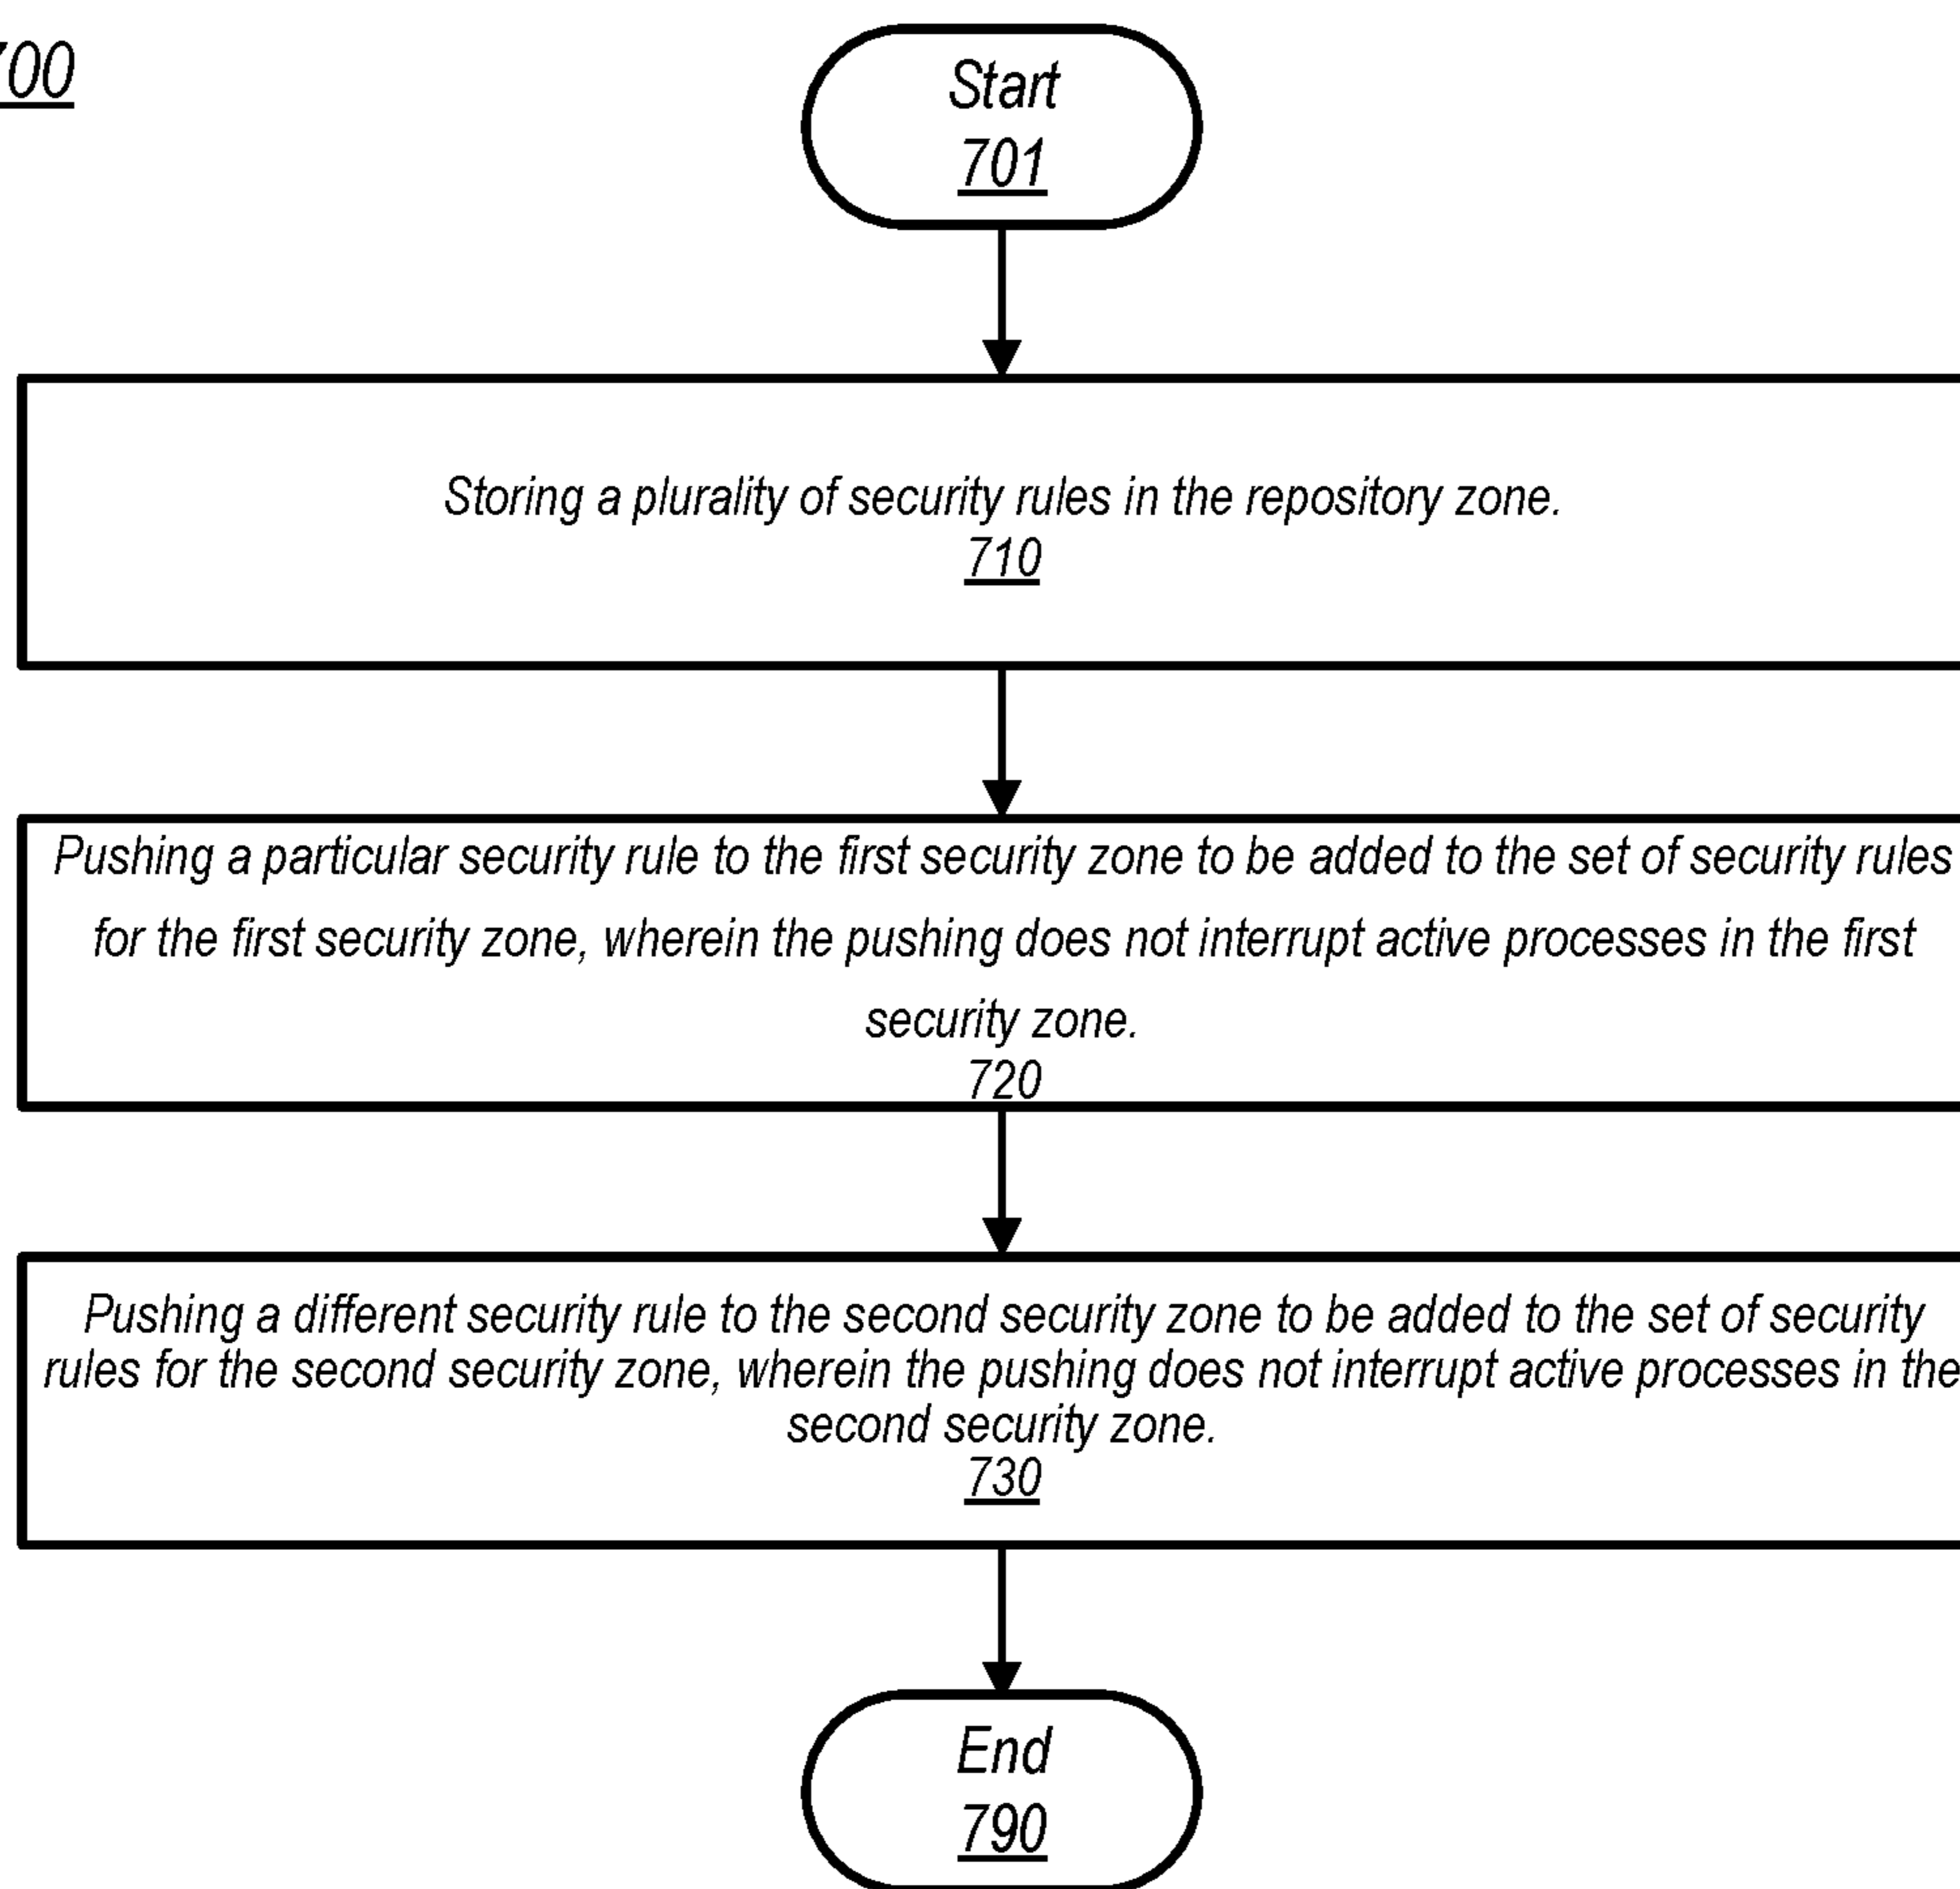 700
Start
701
Storing a plurality of security rules in the repository zone.
710
Pushing a particular security rule to the first security zone to be added to the set of security rules
for the first security zone, wherein the pushing does not interrupt active processes in the first
security zone.
720
Pushing a different security rule to the second security zone to be added to the set of security
rules for the second security zone, wherein the pushing does not interrupt active processes in the
second security zone.
730
End
790